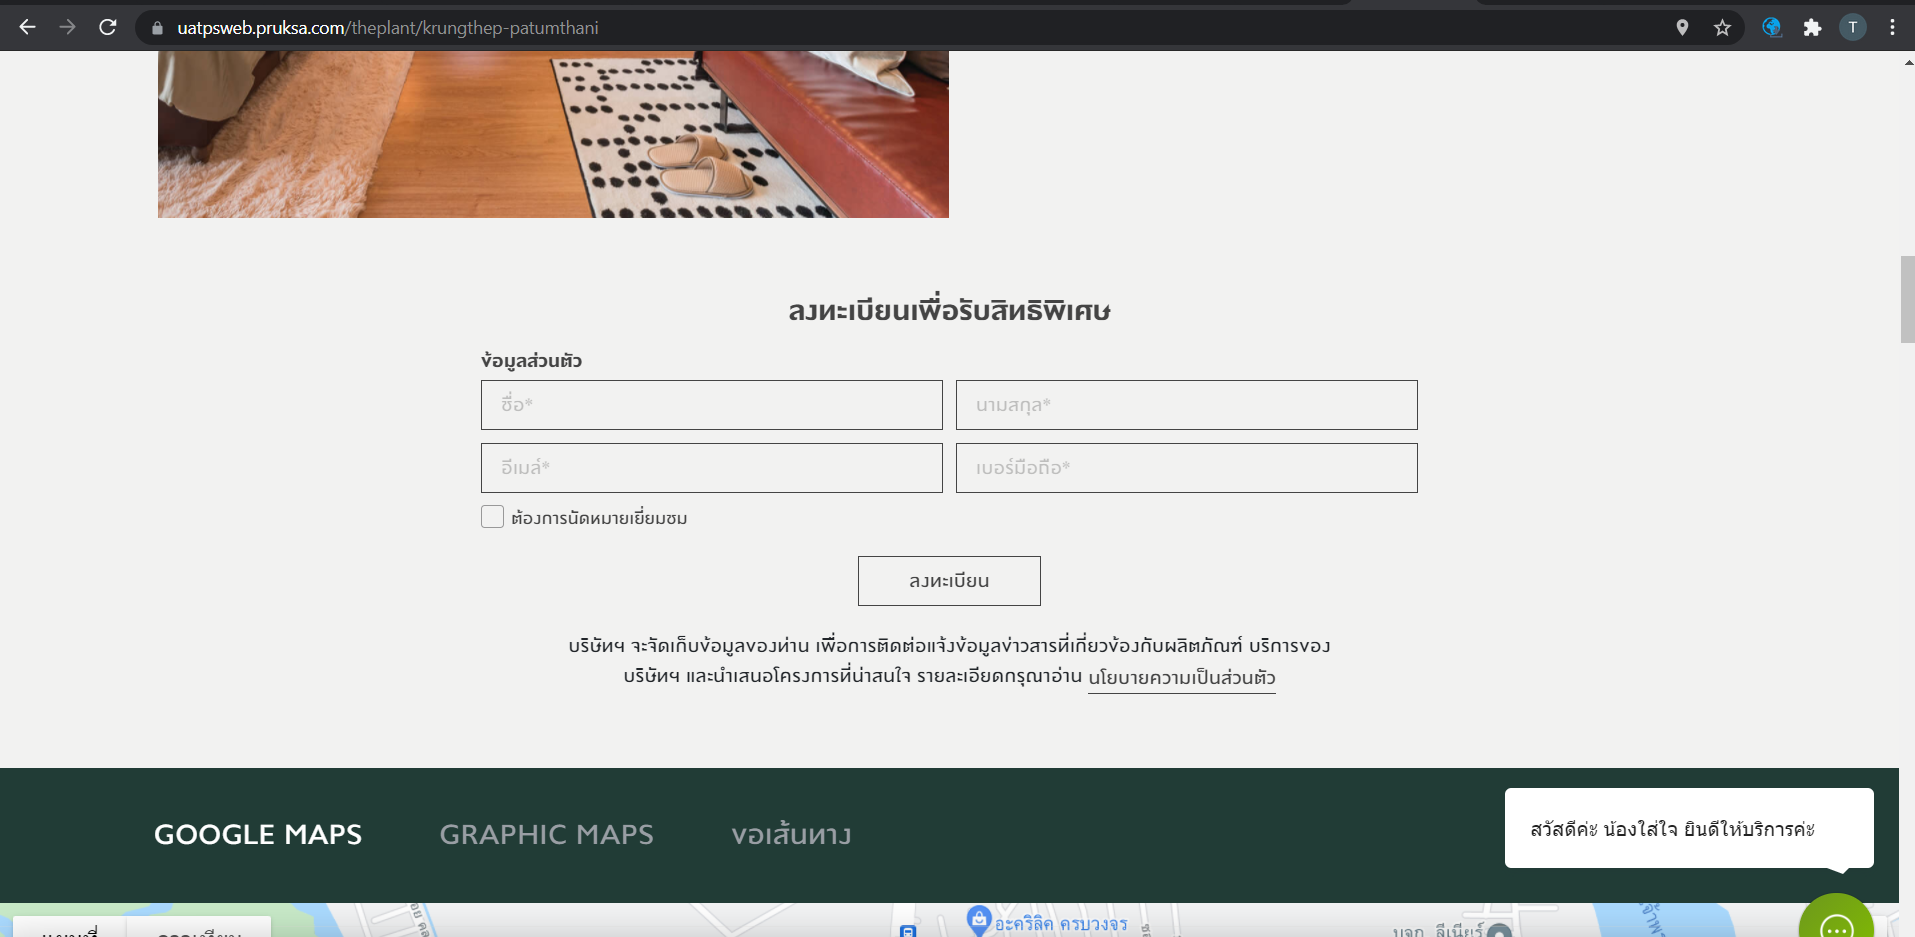 uatpsweb.pruksa.com/theplant/krungthep-patumthani
T
ลงทะเบียนเพื่อรับสิทธิพิเศษ
ข้อมูลส่วนตัว
ชื่อ*
นามสกุล*
อีเมล์*
เบอร์มือถือ*
ต้องการนัดหมายเยี่ยมชม
ลงทะเบียน
บริษัทฯ จะจัดเก็บข้อมูลของท่าน เพื่อการติดต่อแจ้งข้อมูลข่าวสารที่เกี่ยวข้องกับผลิตภัณฑ์ บริการของ
บริษัทฯ และนำเสนอโครงการที่น่าสนใจ รายละเอียดกรุณาอ่าน นโยบายความเป็นส่วนตัว
GOOGLE MAPS
GRAPHIC MAPS
ขอเส้นทาง
สวัสดีค่ะ น้องใส่ใจ ยินดีให้บริการค่ะ
อะคริลิค ครบวงจร